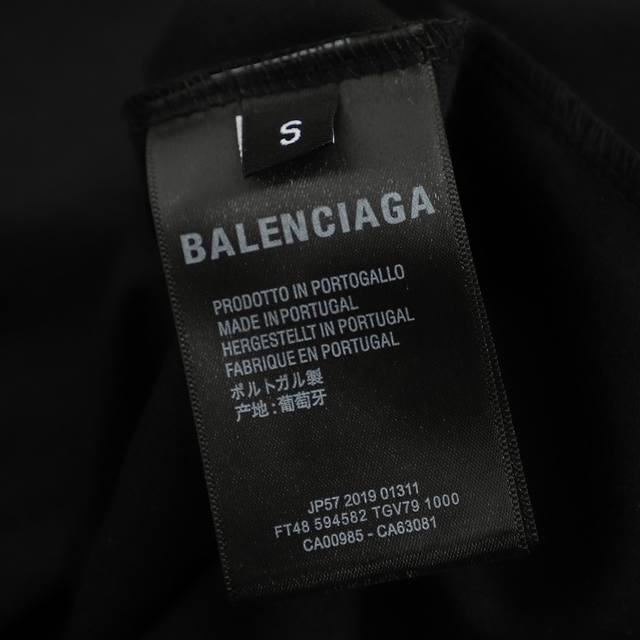 S
BALENCIAGA
PRODOTTO IN PORTOGALLO
MADE IN PORTUGAL
HERGESTELLT IN PORTUGAL
FABRIQUE EN PORTUGAL
ポルトガル製
产地:葡萄牙
JP57 2019 01311
FT48 594582 TGV79 1000
CA00985 - CA63081